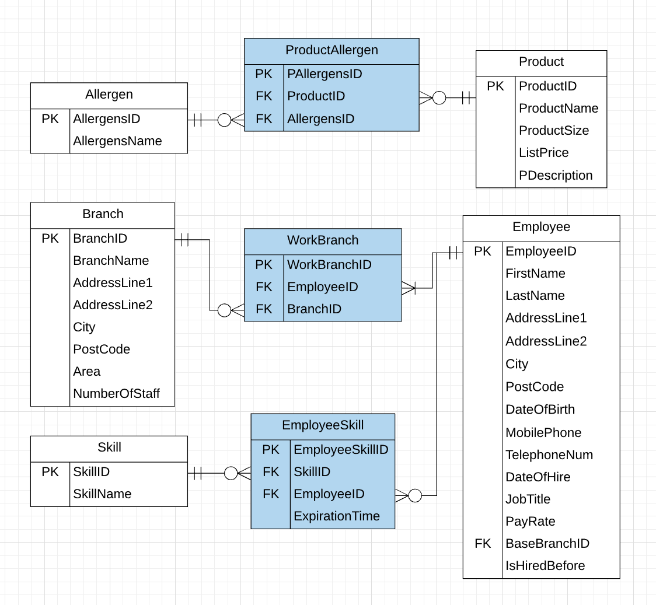 ProductAllergen
PK PAllergensID
FK ProductID
FK AllergensID
Product
PK ProductID
ProductName
ProductSize
ListPrice
PDescription
Allergen
PK AllergensID
AllergensName
Branch
PK BranchID
BranchName
AddressLine1
AddressLine2
City
PostCode
Area
NumberOfStaff
WorkBranch
PK WorkBranchID
FK EmployeeID
FK BranchID
Employee
PK EmployeeID
FirstName
LastName
AddressLine1
AddressLine2
City
PostCode
DateOfBirth
MobilePhone
TelephoneNum
DateOfHire
JobTitle
PayRate
FK BaseBranchID
IsHiredBefore
Skill
PK SkillID
SkillName
EmployeeSkill
PK EmployeeSkillID
FK SkillID
FK EmployeeID
ExpirationTime